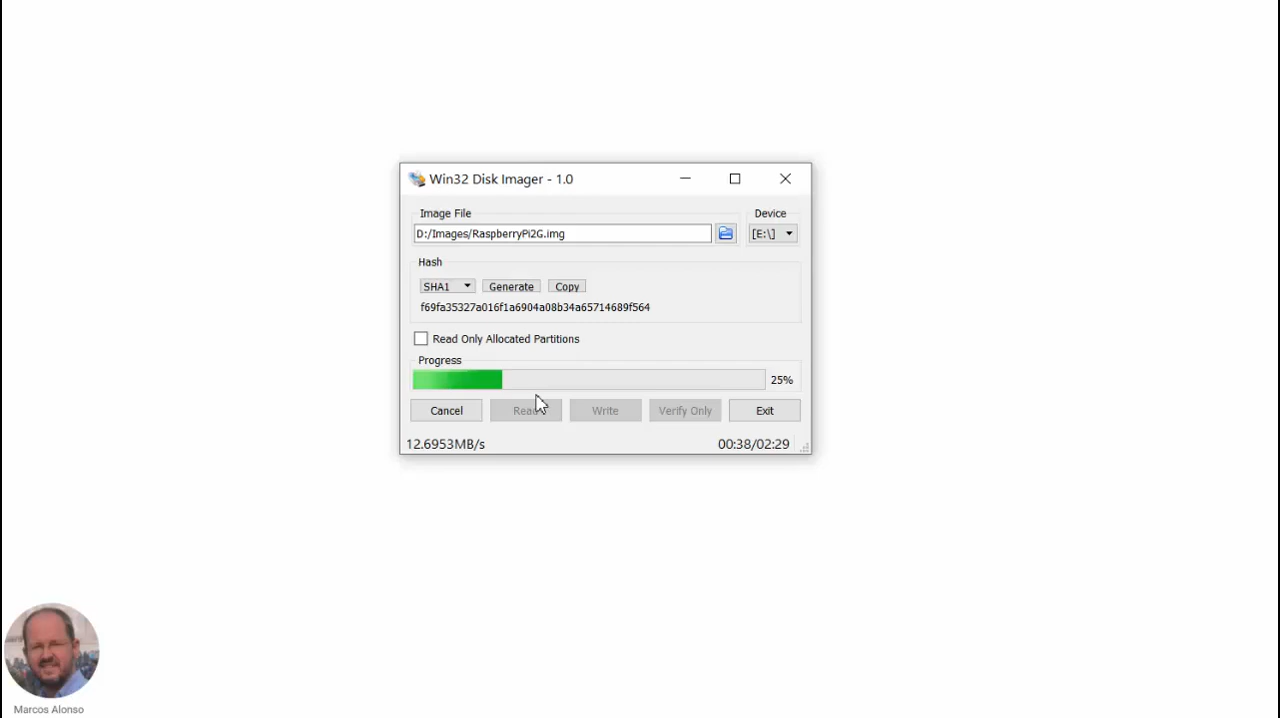 Win32 Disk Imager - 1.0
Image File
Device
D:/Images/RaspberryPi2G.img
[E:\]
Hash
SHA1
Generate
Copy
f69fa35327a016f1a6904a08b34a65714689f564
Read Only Allocated Partitions
Progress
25%
Cancel
Read
Write
Verify Only
Exit
12.6953MB/s
00:38/02:29
Marcos Alonso